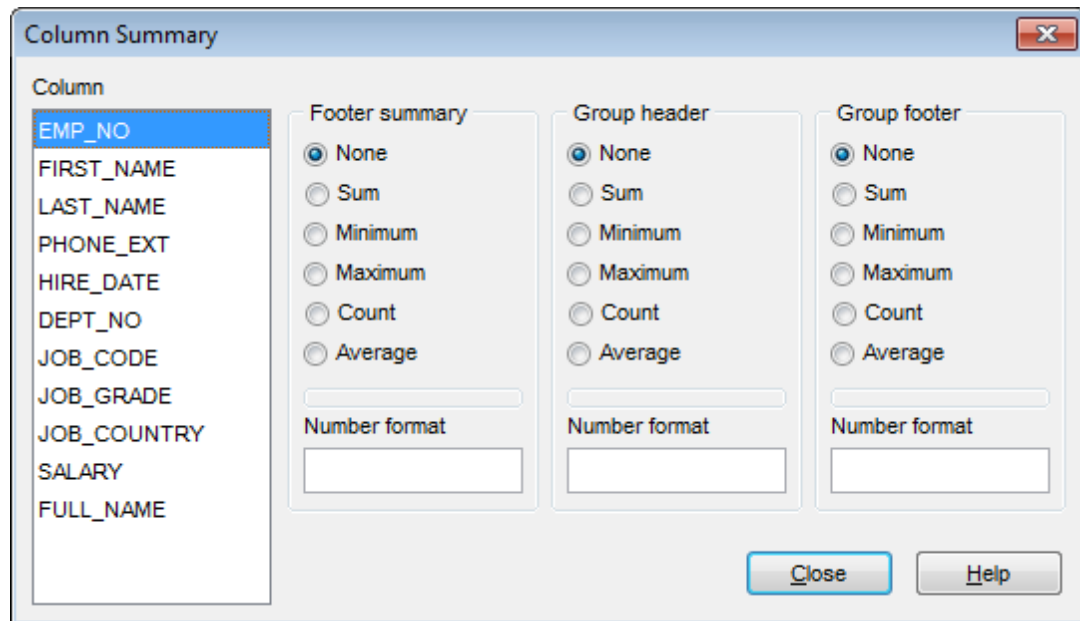 Column Summary
Column
EMP_NO
FIRST_NAME
LAST_NAME
PHONE_EXT
HIRE_DATE
DEPT_NO
JOB_CODE
JOB_GRADE
JOB_COUNTRY
SALARY
FULL_NAME
Footer summary
None
Sum
Minimum
Maximum
Count
Average
Number format
Group header
None
Sum
Minimum
Maximum
Count
Average
Number format
Group footer
None
Sum
Minimum
Maximum
Count
Average
Number format
Close
Help